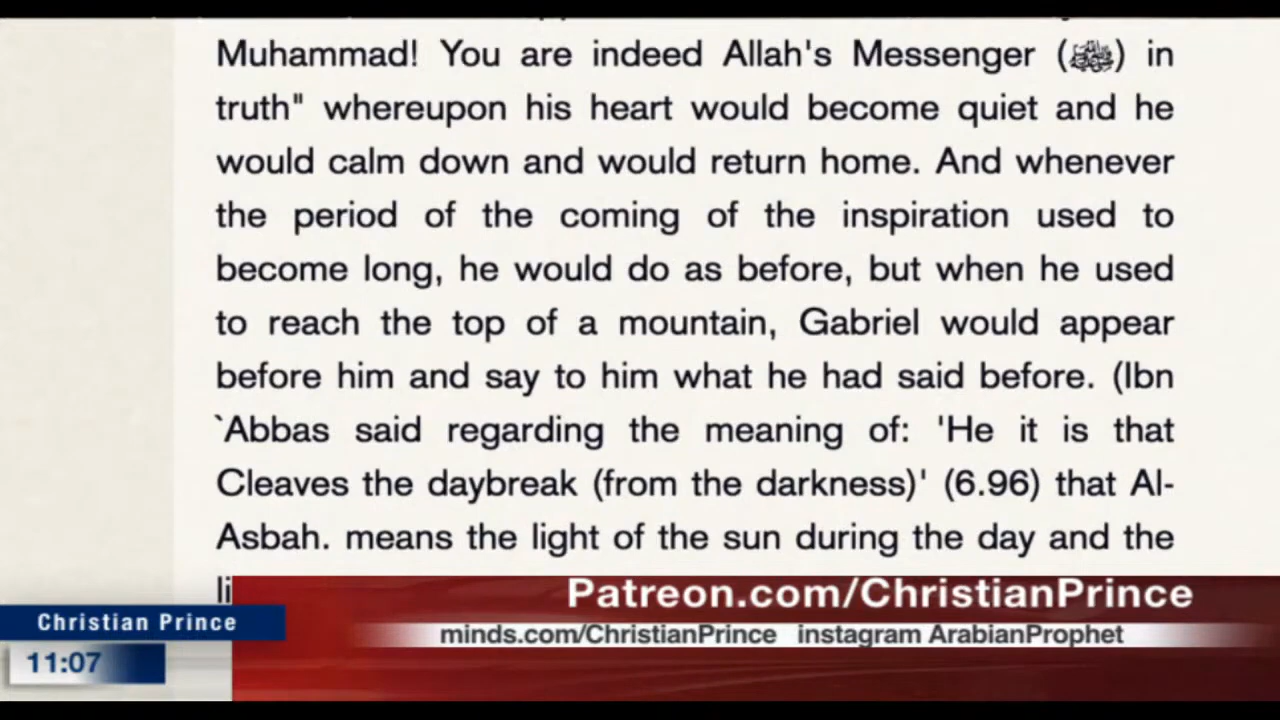 Muhammad! You are indeed Allah's Messenger (ﷺ) in
truth" whereupon his heart would become quiet and he
would calm down and would return home. And whenever
the period of the coming of the inspiration used to
become long, he would do as before, but when he used
to reach the top of a mountain, Gabriel would appear
before him and say to him what he had said before. (Ibn
`Abbas said regarding the meaning of: 'He it is that
Cleaves the daybreak (from the darkness)' (6.96) that Al-
Asbah. means the light of the sun during the day and the
li
Patreon.com/ChristianPrince
Christian Prince
minds.com/ChristianPrince instagram ArabianProphet
11:07